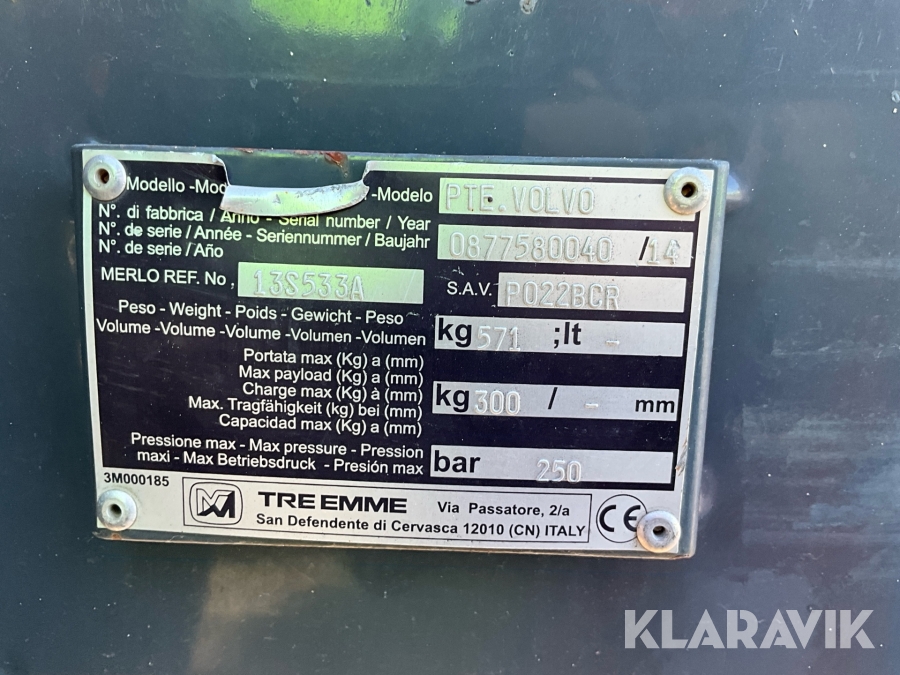 Modello - -Modelo PTE.VOLVO
N°. di fabbrica / Anno - Serial number / Year
N°. de serie / Année - Seriennummer / Baujahr 0877580040 /14
N°. de serie / Año
MERLO REF. No, 13S533A S.A.V. P022BCR
Peso - Weight - Poids - Gewicht - Peso
Volume -Volume -Volume -Volumen -Volumen kg 571 ;lt -
Portata max (Kg) a (mm)
Max payload (Kg) a (mm)
Charge max (Kg) à (mm) kg 300 / - mm
Max. Tragfähigkeit (kg) bei (mm)
Capacidad max (Kg) a (mm)
Pressione max - Max pressure - Pression
maxi - Max Betriebsdruck - Presión max bar 250
3M000185
TRE EMME Via Passatore, 2/a
San Defendente di Cervasca 12010 (CN) ITALY
CE
KLARAVIK